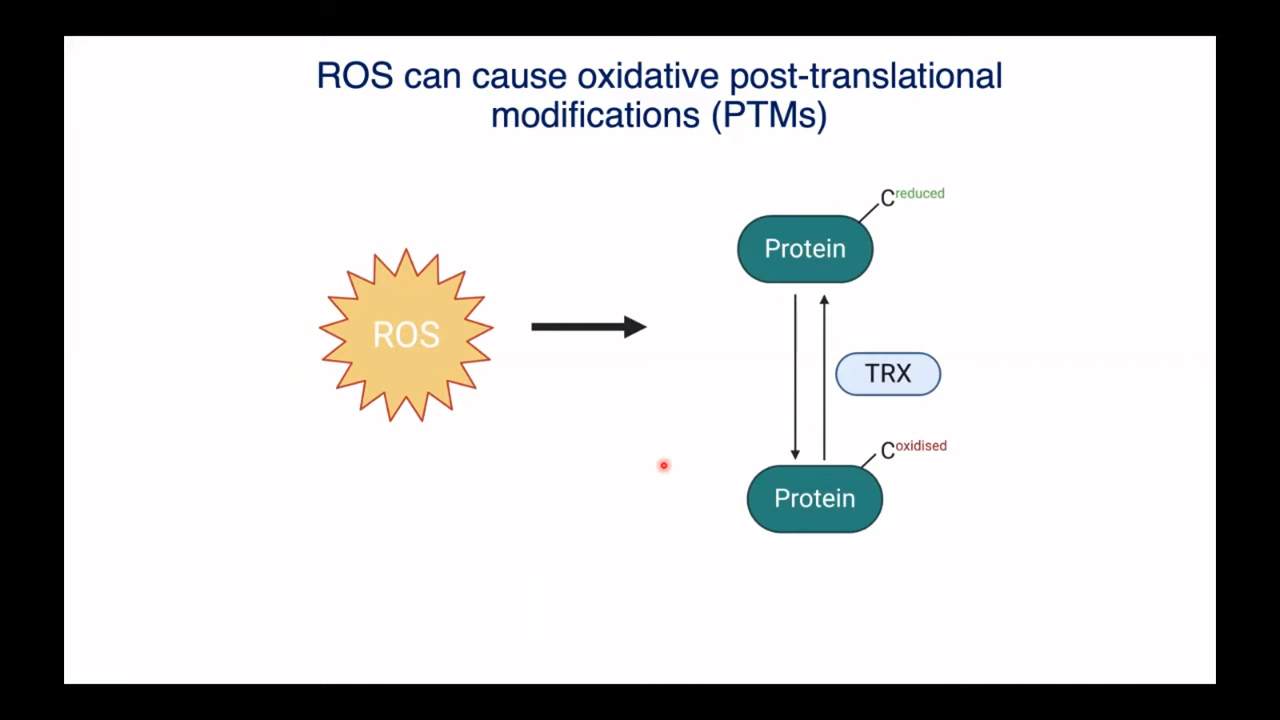 ROS can cause oxidative post-translational
modifications (PTMs)
Creduced
Protein
ROS
TRX
Coxidised
Protein